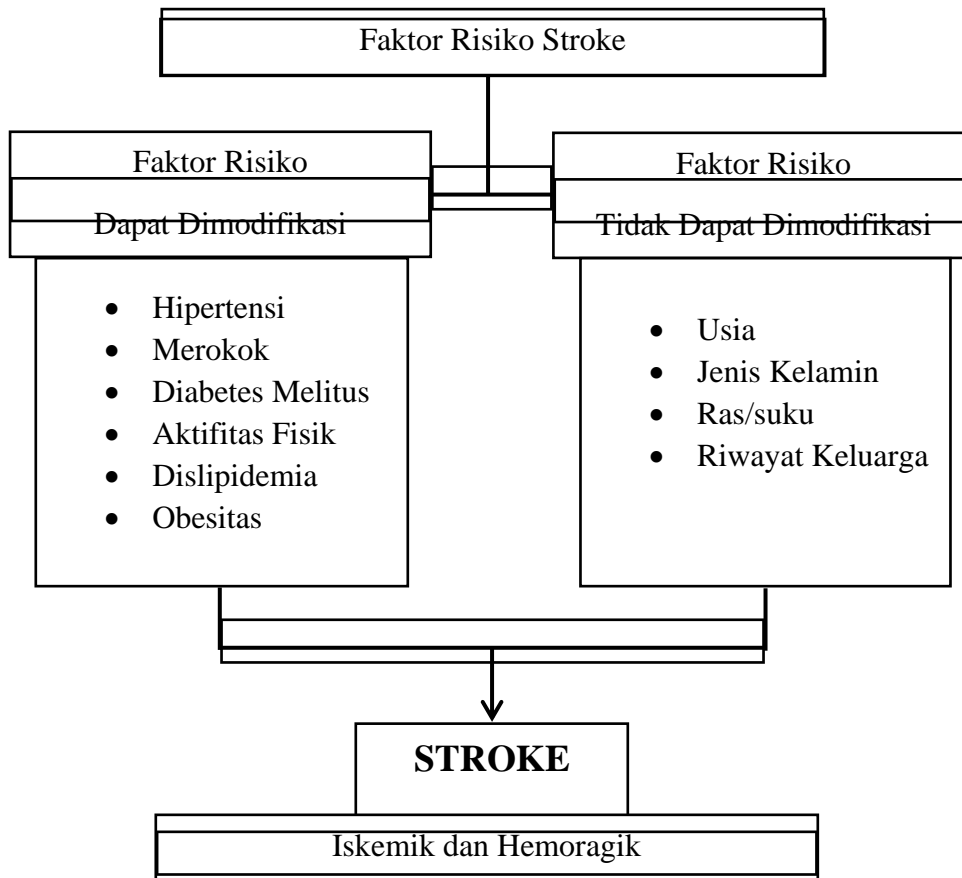 Faktor Risiko Stroke
Faktor Risiko
Dapat Dimodifikasi
Faktor Risiko
Tidak Dapat Dimodifikasi
• Hipertensi
• Merokok
• Diabetes Melitus
• Aktifitas Fisik
• Dislipidemia
• Obesitas
• Usia
• Jenis Kelamin
• Ras/suku
• Riwayat Keluarga
STROKE
Iskemik dan Hemoragik